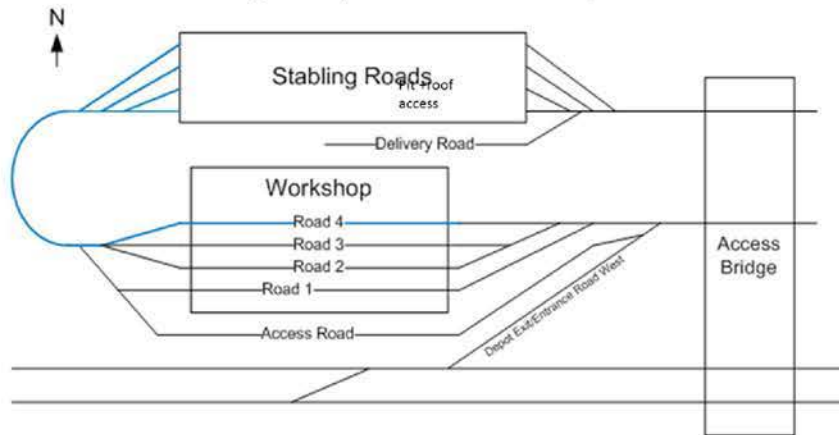 N
Stabling Roads
Pit +roof
access
Delivery Road
Workshop
Road 4
Road 3
Road 2
Road 1
Access Road
Depot Exit/Entrance Road West
Access
Bridge